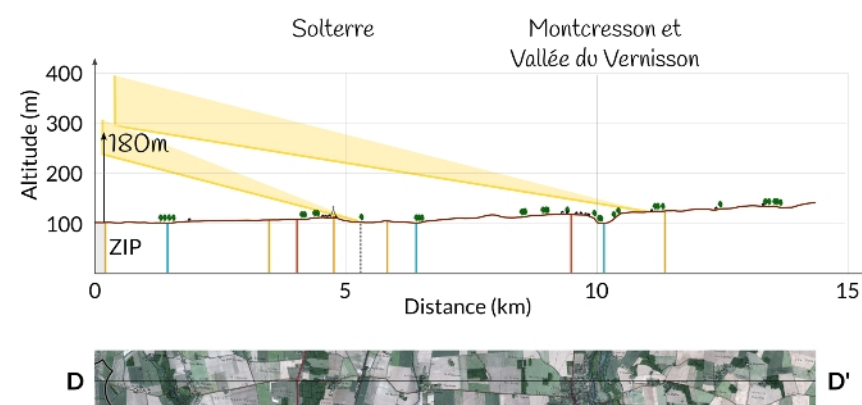 Solterre
Montcresson et
Vallée du Vernisson
Altitude (m)
400
300
200
100
180m
ZIP
0
5
10
15
Distance (km)
D
D'